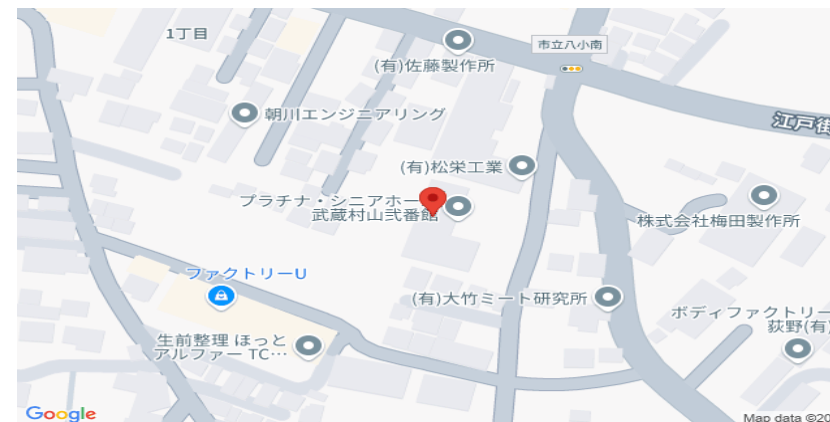 1丁目
市立八小南
(有)佐藤製作所
朝川エンジニアリング
江戸街
(有)松栄工業
プラチナ・シニアホー
武蔵村山弐番館
株式会社梅田製作所
ファクトリーU
(有)大竹ミート研究所
ボディファクトリー
荻野(有)
生前整理 ほっと
アルファー TC…
Google
Map data ©20